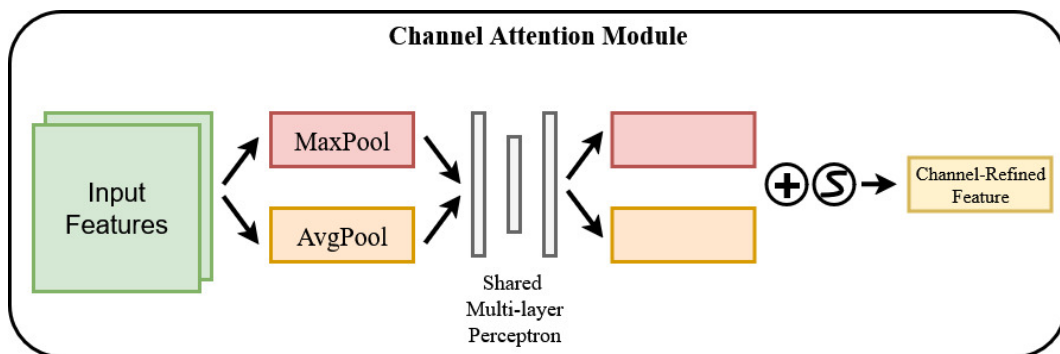 Channel Attention Module
Input
Features
MaxPool
AvgPool
Shared
Multi-layer
Perceptron
Channel-Refined
Feature